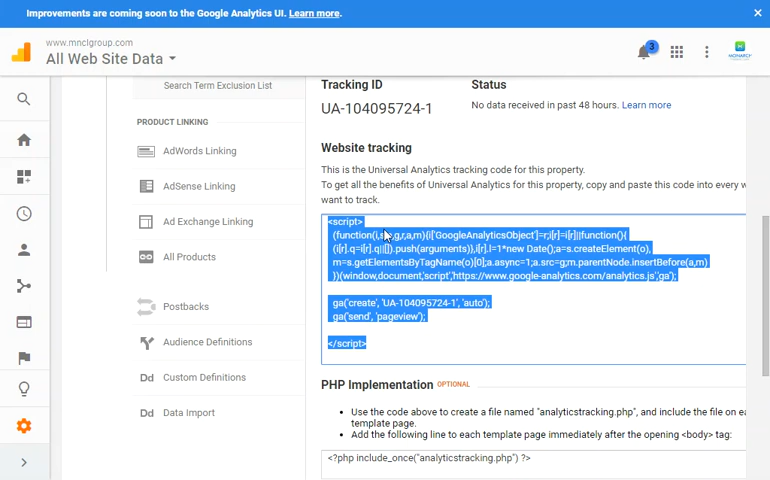 Improvements are coming soon to the Google Analytics UI. Learn more.
www.mnclgroup.com
All Web Site Data
3
MONARCH
Search Term Exclusion List
PRODUCT LINKING
AdWords Linking
AdSense Linking
Ad Exchange Linking
All Products
Postbacks
Audience Definitions
Dd Custom Definitions
Dd Data Import
Tracking ID
UA-104095724-1
Status
No data received in past 48 hours. Learn more
Website tracking
This is the Universal Analytics tracking code for this property.
To get all the benefits of Universal Analytics for this property, copy and paste this code into every w
want to track.
<script>
(function(i,s,o,g,r,a,m){i['GoogleAnalyticsObject']=r;i[r]=i[r]||function(){
(i[r].q=i[r].q||[]).push(arguments)},i[r].l=1*new Date();a=s.createElement(o),
m=s.getElementsByTagName(o)[0];a.async=1;a.src=g;m.parentNode.insertBefore(a,m)
})(window,document,'script','https://www.google-analytics.com/analytics.js','ga');
ga('create', 'UA-104095724-1', 'auto');
ga('send', 'pageview');
</script>
PHP Implementation OPTIONAL
• Use the code above to create a file named "analyticstracking.php", and include the file on ea
template page.
• Add the following line to each template page immediately after the opening <body> tag:
<?php include_once("analyticstracking.php") ?>